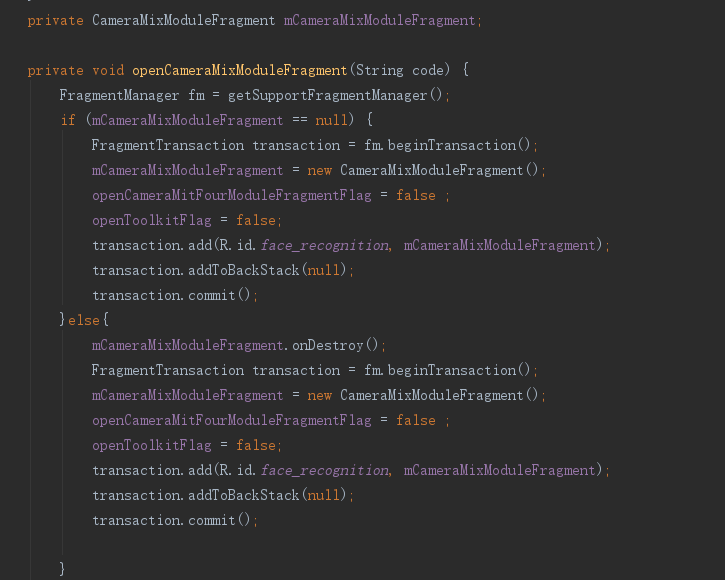 private CameraMixModuleFragment mCameraMixModuleFragment;
private void openCameraMixModuleFragment(String code) {
FragmentManager fm = getSupportFragmentManager();
if (mCameraMixModuleFragment == null) {
FragmentTransaction transaction = fm.beginTransaction();
mCameraMixModuleFragment = new CameraMixModuleFragment();
openCameraMitFourModuleFragmentFlag = false ;
openToolkitFlag = false;
transaction.add(R.id.face_recognition, mCameraMixModuleFragment);
transaction.addToBackStack(null);
transaction.commit();
}else{
mCameraMixModuleFragment.onDestroy();
FragmentTransaction transaction = fm.beginTransaction();
mCameraMixModuleFragment = new CameraMixModuleFragment();
openCameraMitFourModuleFragmentFlag = false ;
openToolkitFlag = false;
transaction.add(R.id.face_recognition, mCameraMixModuleFragment);
transaction.addToBackStack(null);
transaction.commit();
}